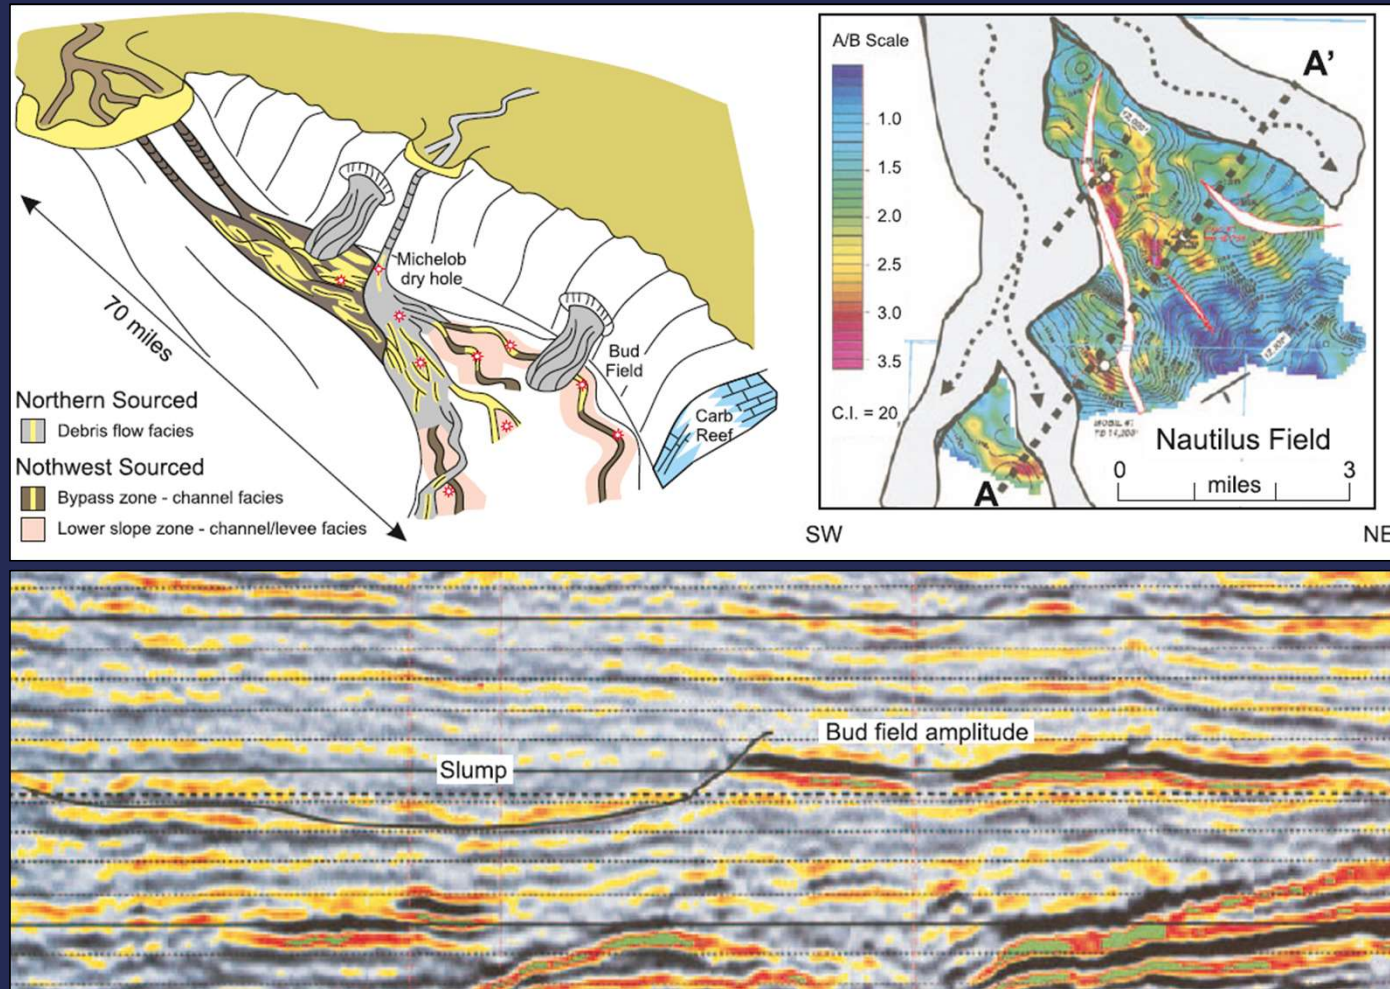 Michelob
dry hole
70 miles
Bud
Field
Carb
Reef
Northern Sourced
Debris flow facies
Nothwest Sourced
Bypass zone - channel facies
Lower slope zone - channel/levee facies
A/B Scale
1.0
1.5
2.0
2.5
3.0
3.5
C.I. = 20
A'
12,000'
A
Nautilus Field
0
3
miles
SW
NE
Bud field amplitude
Slump